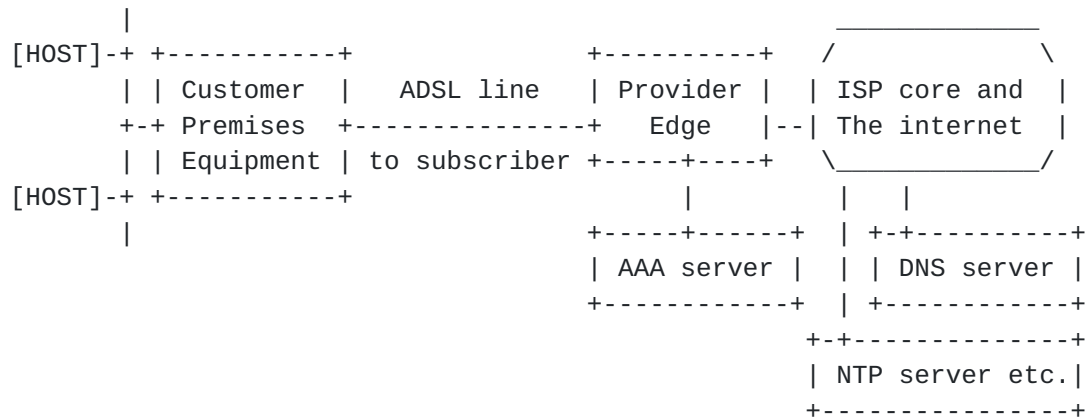 [HOST]
Customer ADSL line Provider ISP core and
Premises Edge The internet
Equipment to subscriber
[HOST]
AAA server DNS server
NTP server etc.